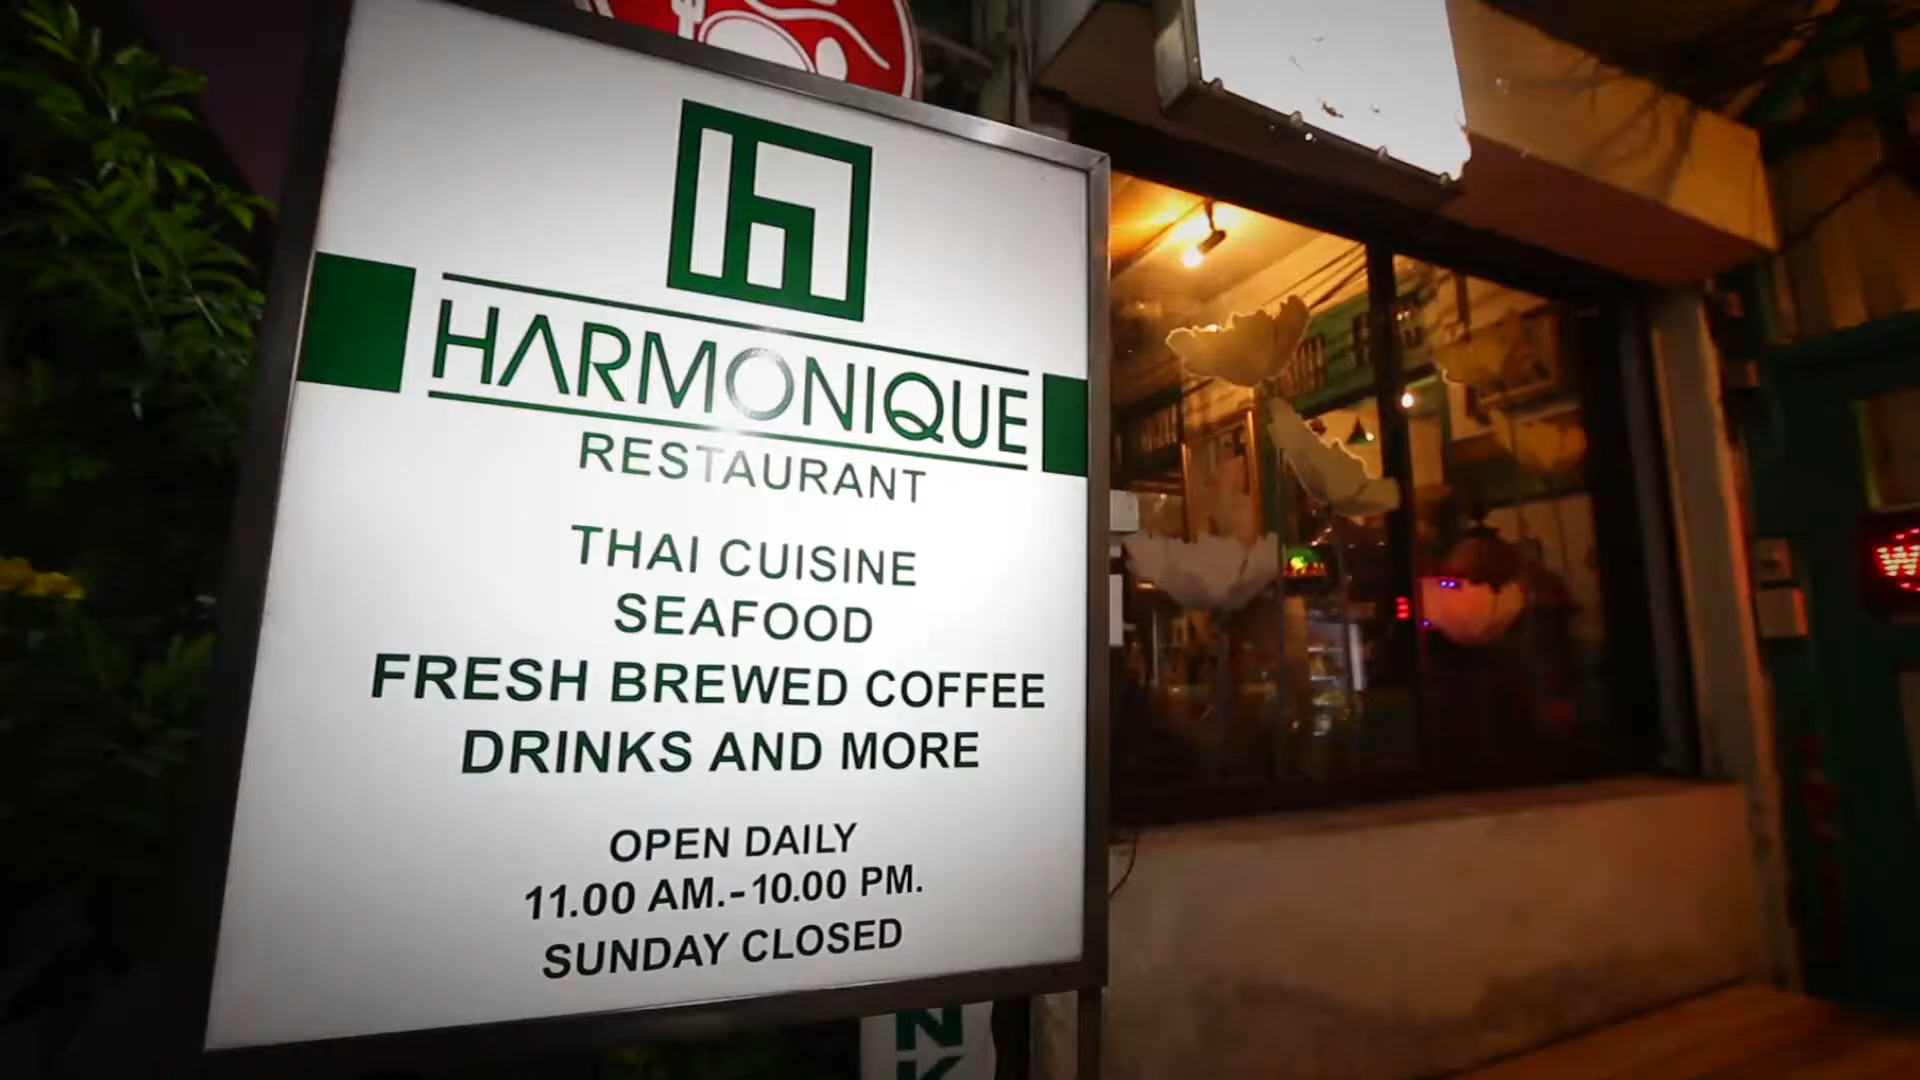 HARMONIQUE
RESTAURANT
THAI CUISINE
SEAFOOD
FRESH BREWED COFFEE
DRINKS AND MORE
OPEN DAILY
11.00 AM.-10.00 PM.
SUNDAY CLOSED